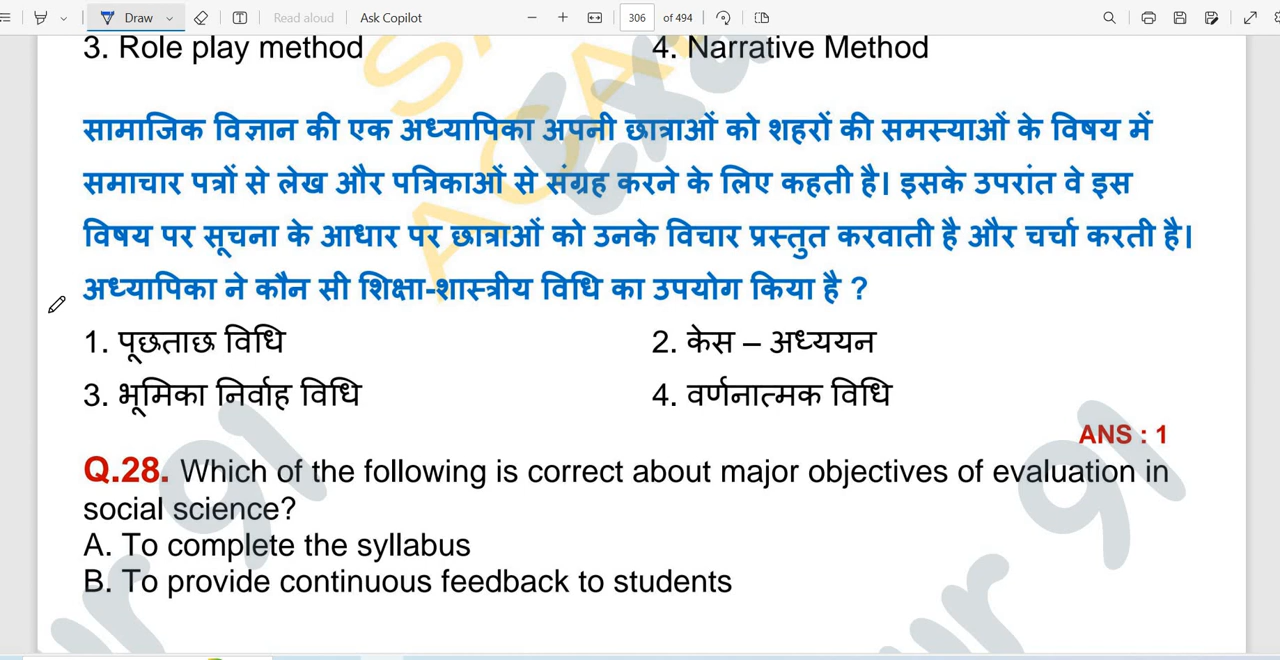 Draw
Read aloud
Ask Copilot
306 of 494
3. Role play method 4. Narrative Method
सामाजिक विज्ञान की एक अध्यापिका अपनी छात्राओं को शहरों की समस्याओं के विषय में
समाचार पत्रों से लेख और पत्रिकाओं से संग्रह करने के लिए कहती है। इसके उपरांत वे इस
विषय पर सूचना के आधार पर छात्राओं को उनके विचार प्रस्तुत करवाती है और चर्चा करती है।
अध्यापिका ने कौन सी शिक्षा-शास्त्रीय विधि का उपयोग किया है ?
1. पूछताछ विधि 2. केस – अध्ययन
3. भूमिका निर्वाह विधि 4. वर्णनात्मक विधि
ANS : 1
Q.28. Which of the following is correct about major objectives of evaluation in
social science?
A. To complete the syllabus
B. To provide continuous feedback to students